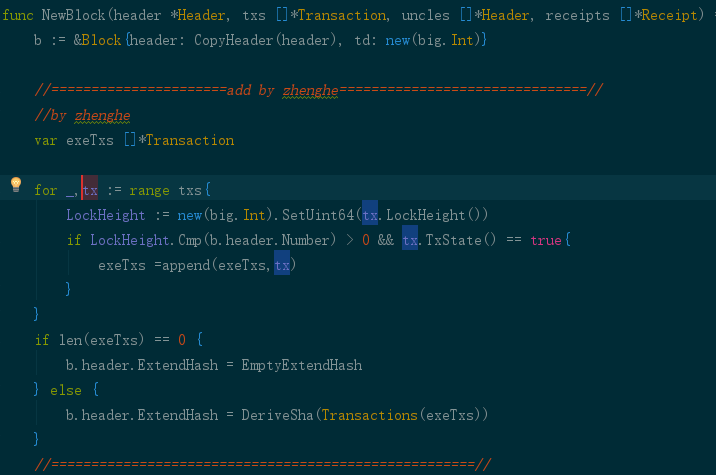 func NewBlock(header *Header, txs []*Transaction, uncles []*Header, receipts []*Receipt)
b := &Block{header: CopyHeader(header), td: new(big.Int)}
//======================add by zhenghe===============================//
//by zhenghe
var exeTxs []*Transaction
for _,tx := range txs{
LockHeight := new(big.Int).SetUint64(tx.LockHeight())
if LockHeight.Cmp(b.header.Number) > 0 && tx.TxState() == true{
exeTxs =append(exeTxs,tx)
}
}
if len(exeTxs) == 0 {
b.header.ExtendHash = EmptyExtendHash
} else {
b.header.ExtendHash = DeriveSha(Transactions(exeTxs))
}
//=====================================================//